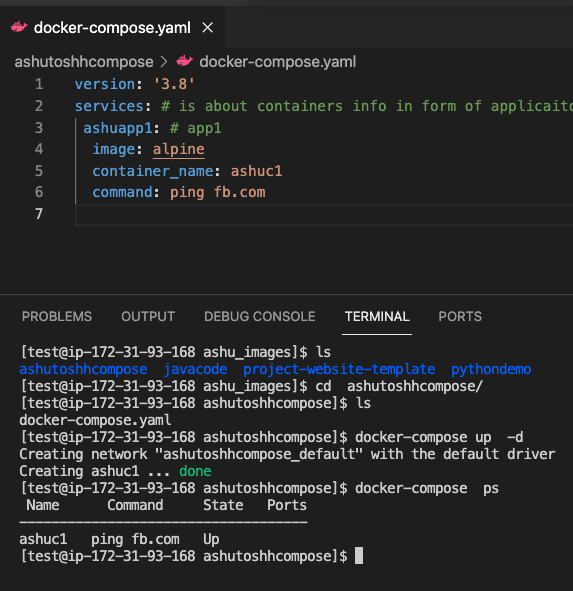 docker-compose.yaml ×
ashutoshhcompose > docker-compose.yaml
1 version: '3.8'
2 services: # is about containers info in form of applicaito
3 ashuapp1: # app1
4 image: alpine
5 container_name: ashuc1
6 command: ping fb.com
7
PROBLEMS OUTPUT DEBUG CONSOLE TERMINAL PORTS
[test@ip-172-31-93-168 ashu_images]$ ls
ashutoshhcompose javacode project-website-template pythondemo
[test@ip-172-31-93-168 ashu_images]$ cd ashutoshhcompose/
[test@ip-172-31-93-168 ashutoshhcompose]$ ls
docker-compose.yaml
[test@ip-172-31-93-168 ashutoshhcompose]$ docker-compose up -d
Creating network "ashutoshhcompose_default" with the default driver
Creating ashuc1 ... done
[test@ip-172-31-93-168 ashutoshhcompose]$ docker-compose ps
Name Command State Ports
------------------------------------
ashuc1 ping fb.com Up
[test@ip-172-31-93-168 ashutoshhcompose]$